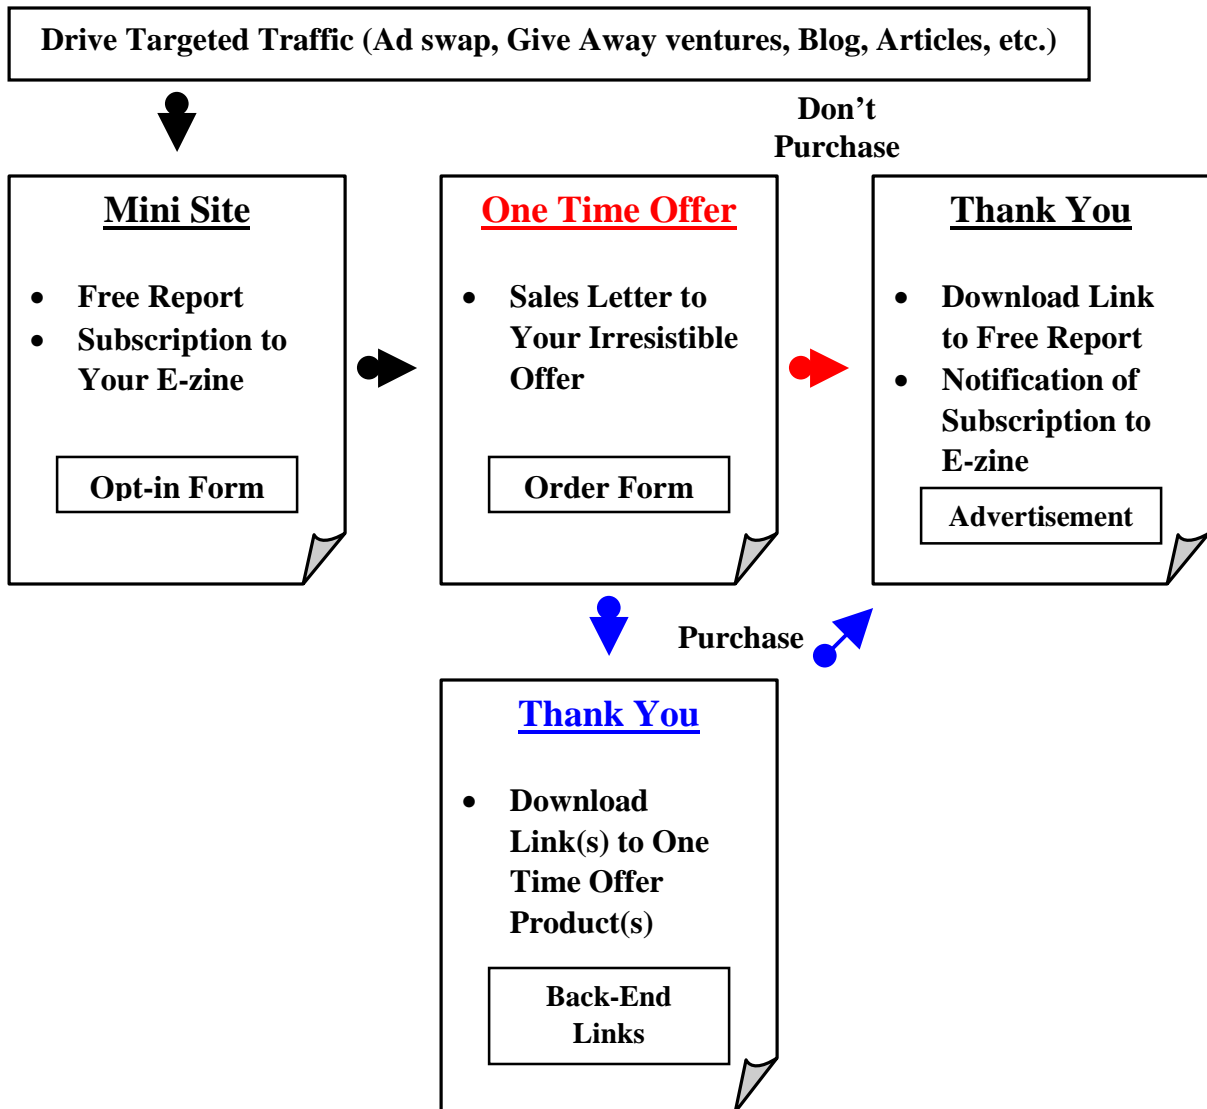 Drive Targeted Traffic (Ad swap, Give Away ventures, Blog, Articles, etc.)
Don’t
Purchase
Mini Site
• Free Report
• Subscription to
Your E-zine
Opt-in Form
One Time Offer
• Sales Letter to
Your Irresistible
Offer
Order Form
Thank You
• Download Link
to Free Report
• Notification of
Subscription to
E-zine
Advertisement
Purchase
Thank You
• Download
Link(s) to One
Time Offer
Product(s)
Back-End
Links